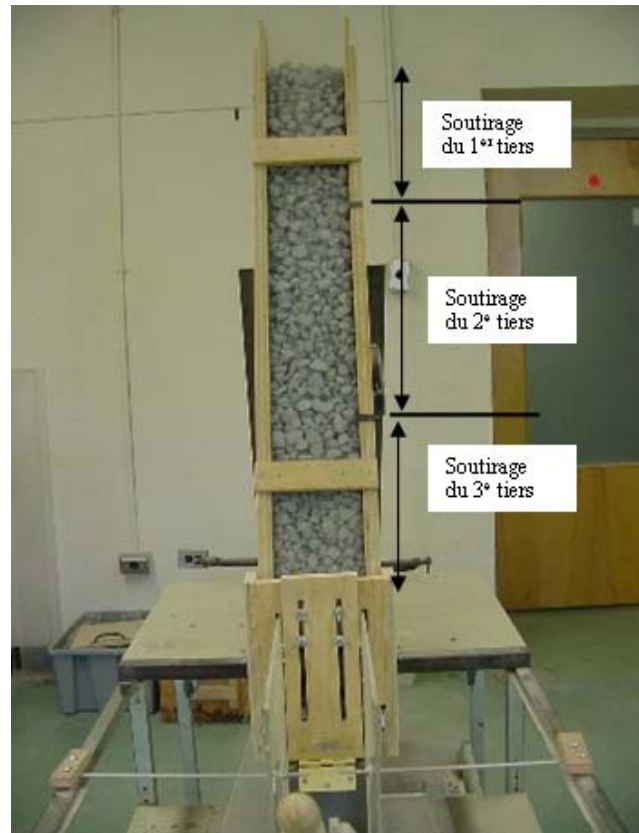 Soutirage
du 1er tiers
Soutirage
du 2e tiers
Soutirage
du 3e tiers